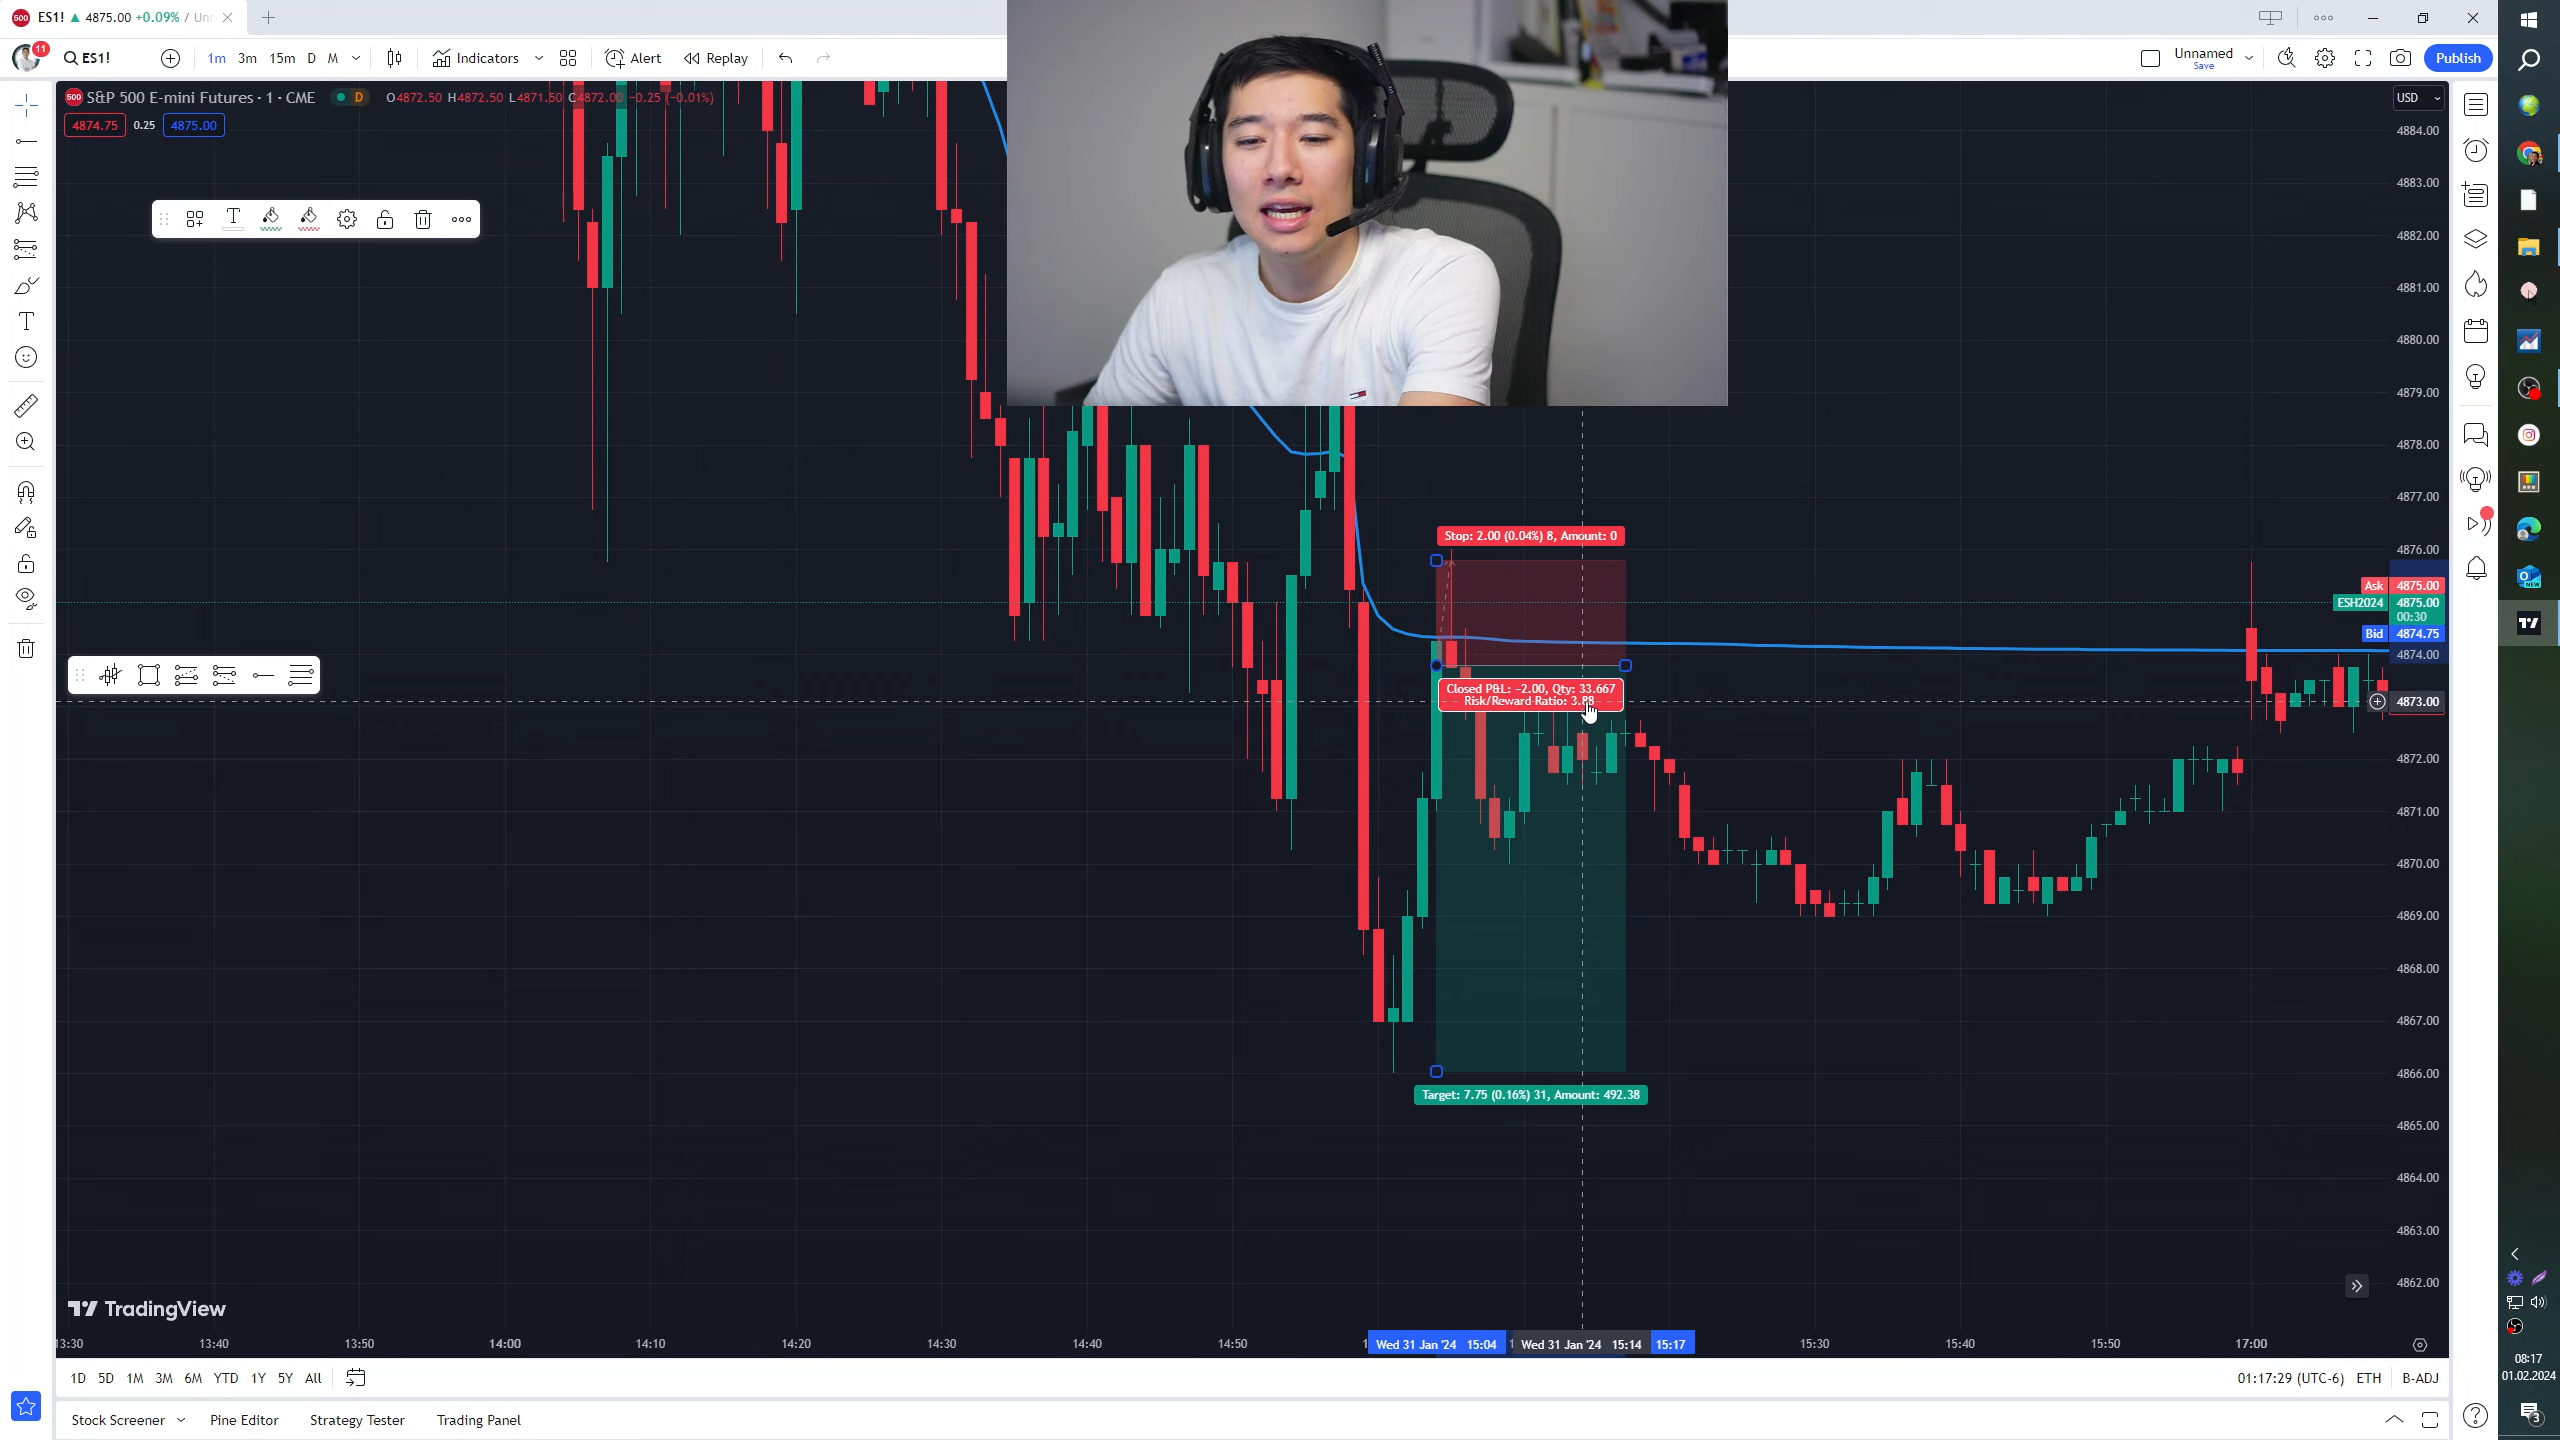 ES1! ▲ 4875.00 +0.09% / Un
11
ES1!
1m 3m 15m D M
Indicators
Alert
Replay
Unnamed
Save
Publish
500 S&P 500 E-mini Futures · 1 · CME
D
O4872.50 H4872.50 L4871.50 C4872.00 −0.25 (−0.01%)
4874.75 0.25 4875.00
USD
4884.00
4883.00
4882.00
4881.00
4880.00
4879.00
4878.00
4877.00
4876.00
Ask 4875.00
ESH2024 4875.00
00:30
Bid 4874.75
4874.00
4873.00
4872.00
4871.00
4870.00
4869.00
4868.00
4867.00
4866.00
4865.00
4864.00
4863.00
4862.00
Stop: 2.00 (0.04%) 8, Amount: 0
Closed P&L: −2.00, Qty: 33.667
Risk/Reward Ratio: 3.88
Target: 7.75 (0.16%) 31, Amount: 492.38
TradingView
13:30 13:40 13:50 14:00 14:10 14:20 14:30 14:40 14:50 Wed 31 Jan '24 15:04 Wed 31 Jan '24 15:14 15:17 15:30 15:40 15:50 17:00
1D 5D 1M 3M 6M YTD 1Y 5Y All
01:17:29 (UTC-6) ETH B-ADJ
Stock Screener Pine Editor Strategy Tester Trading Panel
NEW
08:17
01.02.2024
3